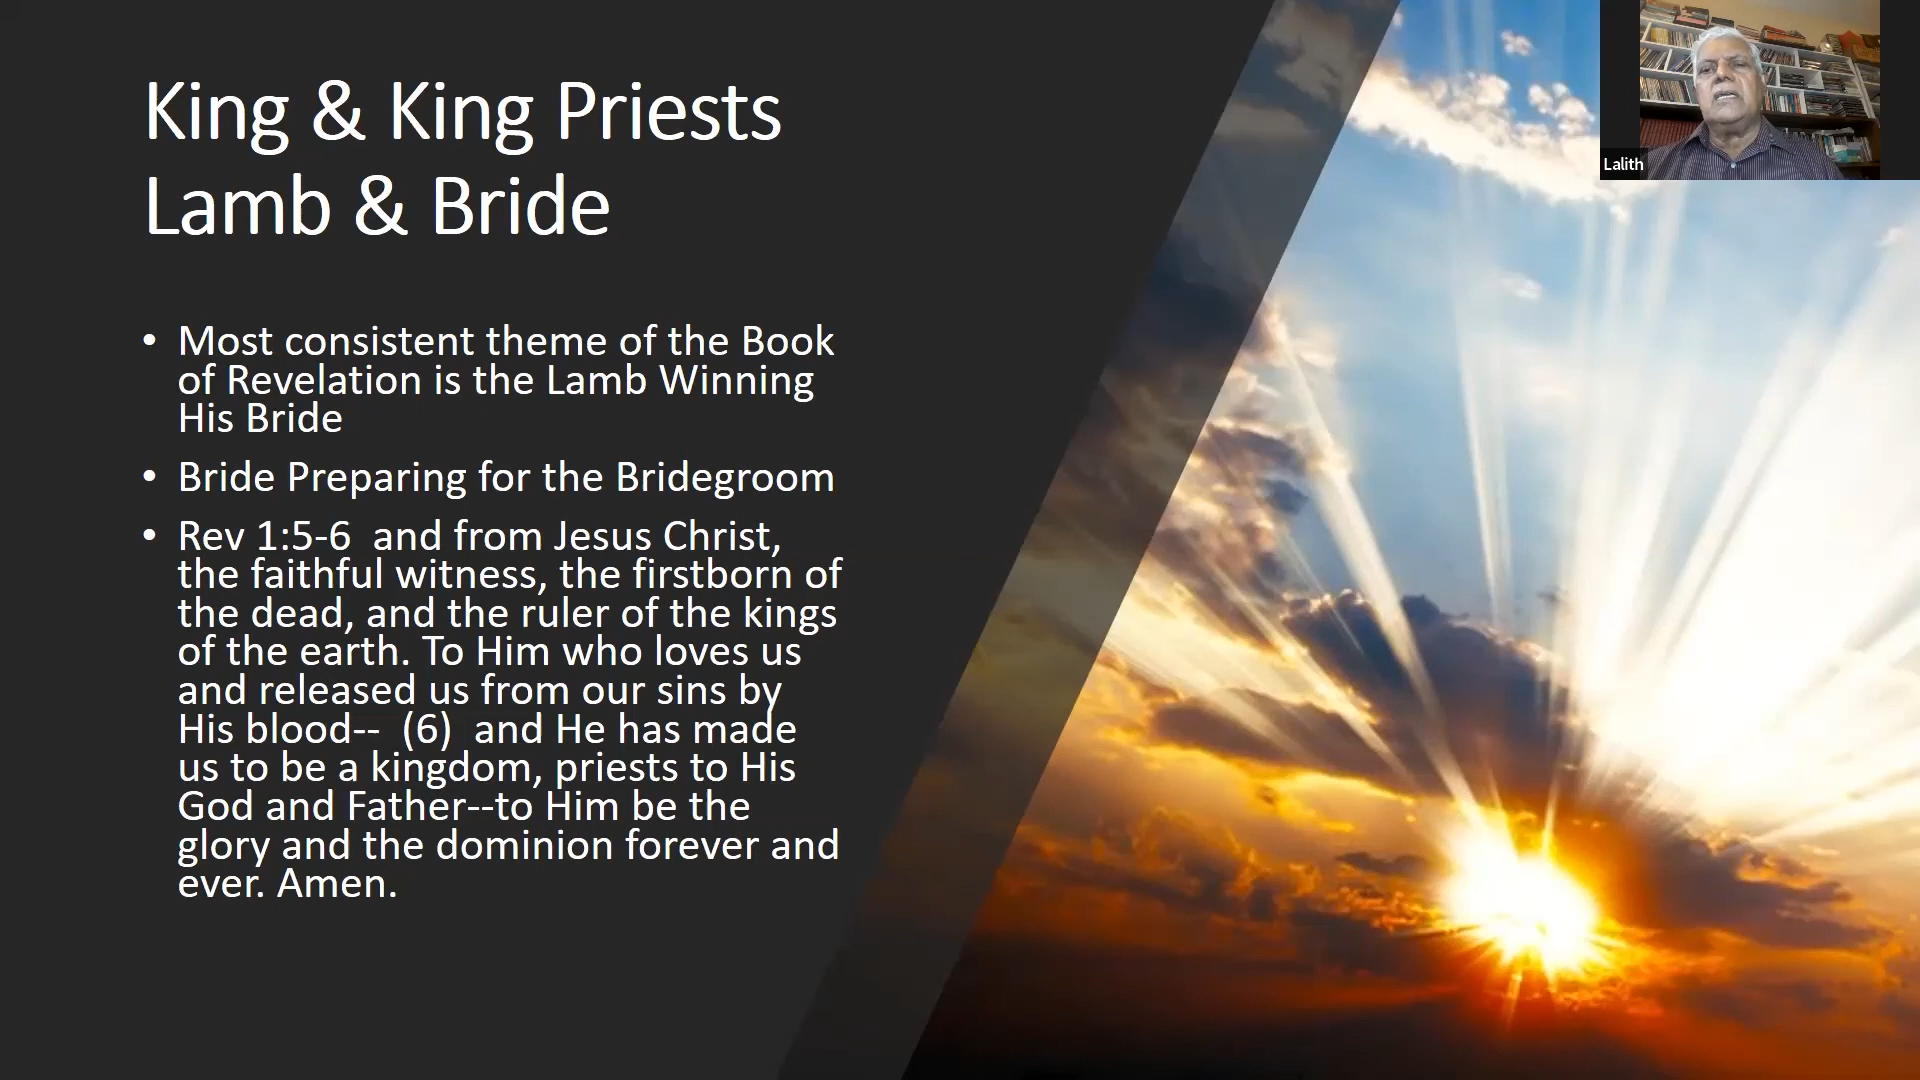 King & King Priests
Lamb & Bride
• Most consistent theme of the Book
of Revelation is the Lamb Winning
His Bride
• Bride Preparing for the Bridegroom
• Rev 1:5-6  and from Jesus Christ,
the faithful witness, the firstborn of
the dead, and the ruler of the kings
of the earth. To Him who loves us
and released us from our sins by
His blood--  (6)  and He has made
us to be a kingdom, priests to His
God and Father--to Him be the
glory and the dominion forever and
ever. Amen.
Lalith